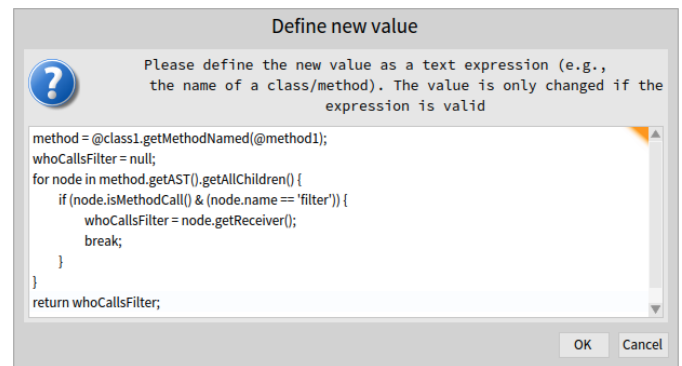 Define new value
Please define the new value as a text expression (e.g.,
the name of a class/method). The value is only changed if the
expression is valid
method = @class1.getMethodNamed(@method1);
whoCallsFilter = null;
for node in method.getAST().getAllChildren() {
if (node.isMethodCall() & (node.name == 'filter')) {
whoCallsFilter = node.getReceiver();
break;
}
}
return whoCallsFilter;
OK Cancel